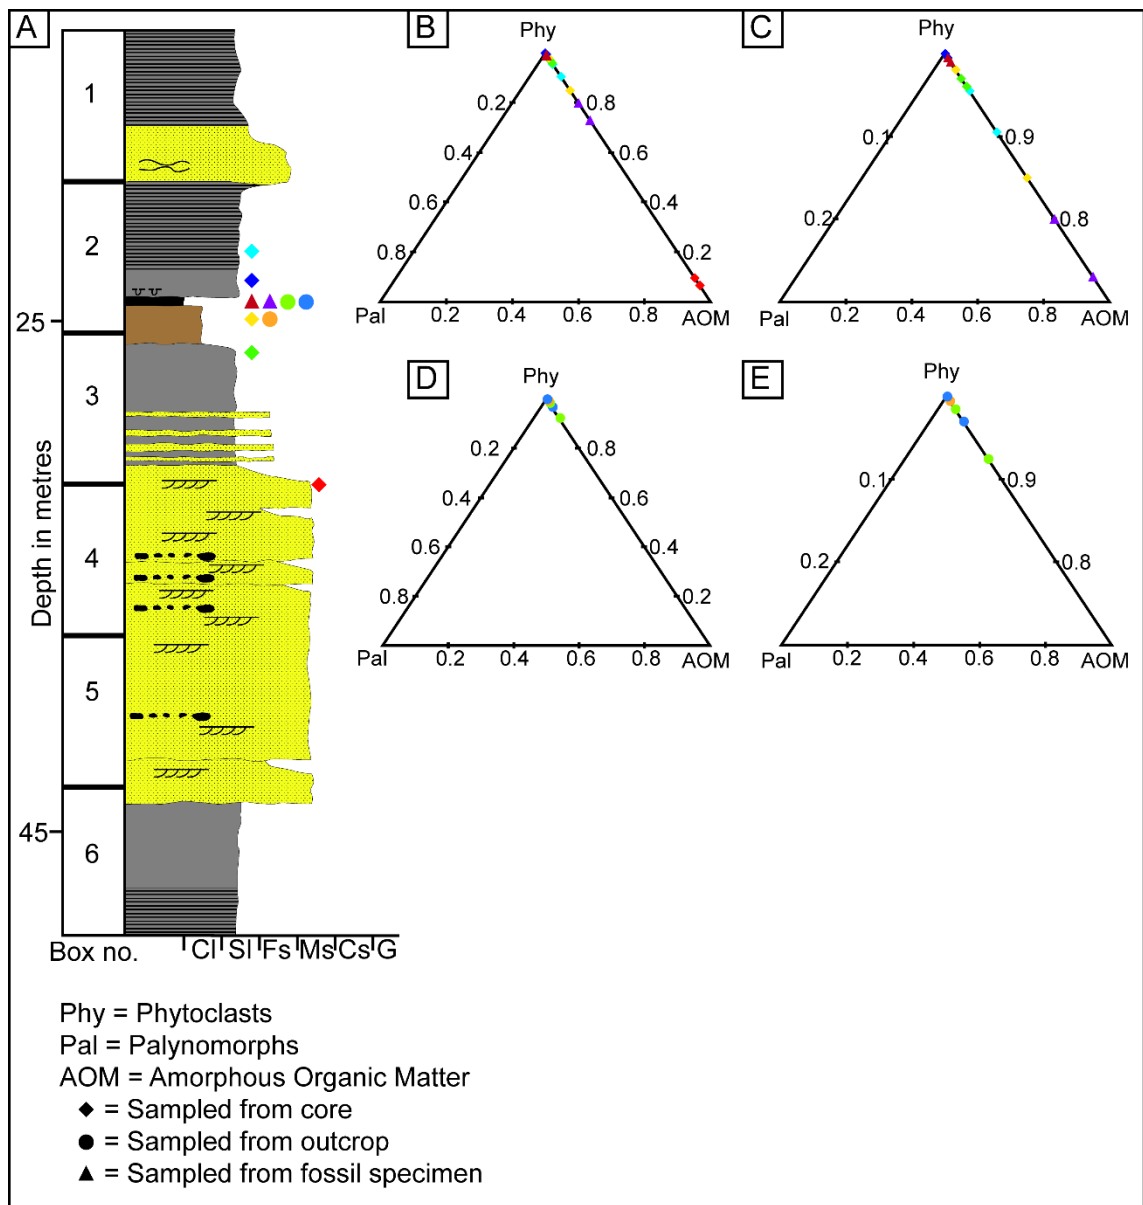 A
1
2
25
3
Depth in metres
4
5
45
6
Box no. Cl Sl Fs Ms Cs G
B
Phy
0.2 0.8
0.4 0.6
0.6 0.4
0.8 0.2
Pal 0.2 0.4 0.5 0.6 0.8 AOM
C
Phy
0.1 0.9
0.2 0.8
Pal 0.2 0.4 0.6 0.8 AOM
D
Phy
0.2 0.8
0.4 0.6
0.6 0.4
0.8 0.2
Pal 0.2 0.4 0.6 0.8 AOM
E
Phy
0.1 0.9
0.2 0.8
Pal 0.2 0.4 0.6 0.8 AOM
Phy = Phytoclasts
Pal = Palynomorphs
AOM = Amorphous Organic Matter
= Sampled from core
= Sampled from outcrop
= Sampled from fossil specimen